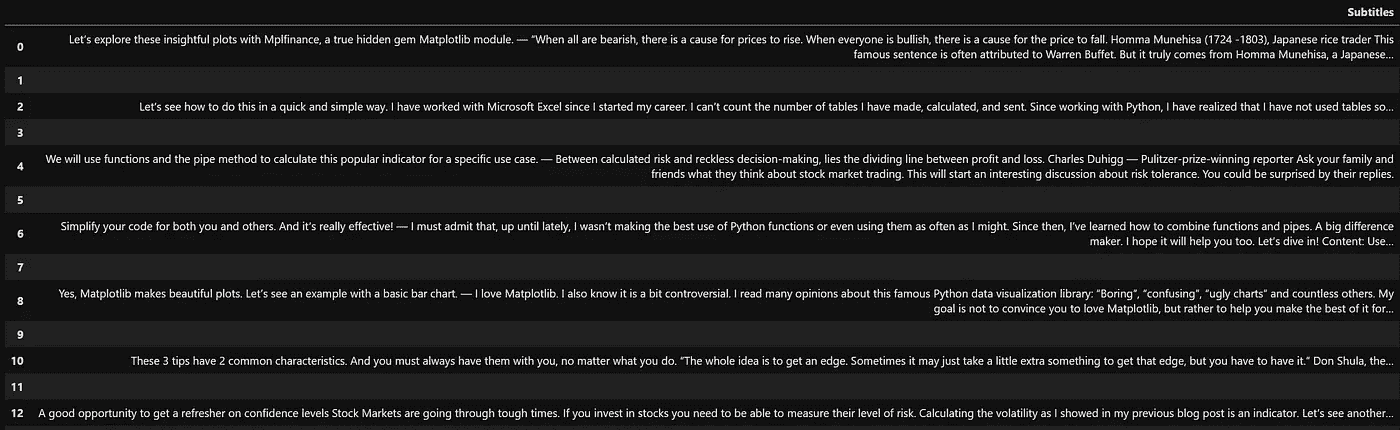 Subtitles
0 Let's explore these insightful plots with Mplfinance, a true hidden gem Matplotlib module. — "When all are bearish, there is a cause for prices to rise. When everyone is bullish, there is a cause for the price to fall. Homma Munehisa (1724 -1803), Japanese rice trader This
famous sentence is often attributed to Warren Buffet. But it truly comes from Homma Munehisa, a Japanese...
1
2 Let's see how to do this in a quick and simple way. I have worked with Microsoft Excel since I started my career. I can't count the number of tables I have made, calculated, and sent. Since working with Python, I have realized that I have not used tables so...
3
4 We will use functions and the pipe method to calculate this popular indicator for a specific use case. — Between calculated risk and reckless decision-making, lies the dividing line between profit and loss. Charles Duhigg — Pulitzer-prize-winning reporter Ask your family and
friends what they think about stock market trading. This will start an interesting discussion about risk tolerance. You could be surprised by their replies.
5
6 Simplify your code for both you and others. And it's really effective! — I must admit that, up until lately, I wasn't making the best use of Python functions or even using them as often as I might. Since then, I've learned how to combine functions and pipes. A big difference
maker. I hope it will help you too. Let's dive in! Content: Use...
7
8 Yes, Matplotlib makes beautiful plots. Let's see an example with a basic bar chart. — I love Matplotlib. I also know it is a bit controversial. I read many opinions about this famous Python data visualization library: "Boring", "confusing", "ugly charts" and countless others. My
goal is not to convince you to love Matplotlib, but rather to help you make the best of it for...
9
10 These 3 tips have 2 common characteristics. And you must always have them with you, no matter what you do. "The whole idea is to get an edge. Sometimes it may just take a little extra something to get that edge, but you have to have it." Don Shula, the...
11
12 A good opportunity to get a refresher on confidence levels Stock Markets are going through tough times. If you invest in stocks you need to be able to measure their level of risk. Calculating the volatility as I showed in my previous blog post is an indicator. Let's see another...